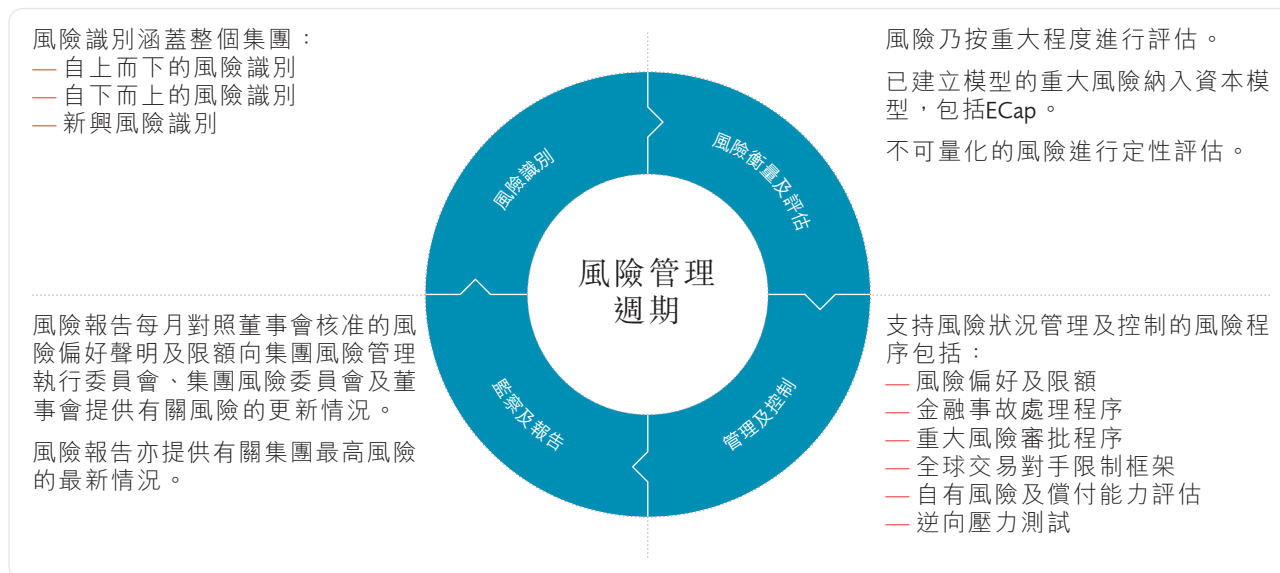 風險識別涵蓋整個集團：
— 自上而下的風險識別
— 自下而上的風險識別
— 新興風險識別
風險乃按重大程度進行評估。
已建立模型的重大風險納入資本模
型，包括ECap。
不可量化的風險進行定性評估。
風險識別
風險衡量及評估
風險管理
週期
監察及報告
管理及控制
風險報告每月對照董事會核准的風
險偏好聲明及限額向集團風險管理
執行委員會、集團風險委員會及董
事會提供有關風險的更新情況。
風險報告亦提供有關集團最高風險
的最新情況。
支持風險狀況管理及控制的風險程
序包括：
— 風險偏好及限額
— 金融事故處理程序
— 重大風險審批程序
— 全球交易對手限制框架
— 自有風險及償付能力評估
— 逆向壓力測試